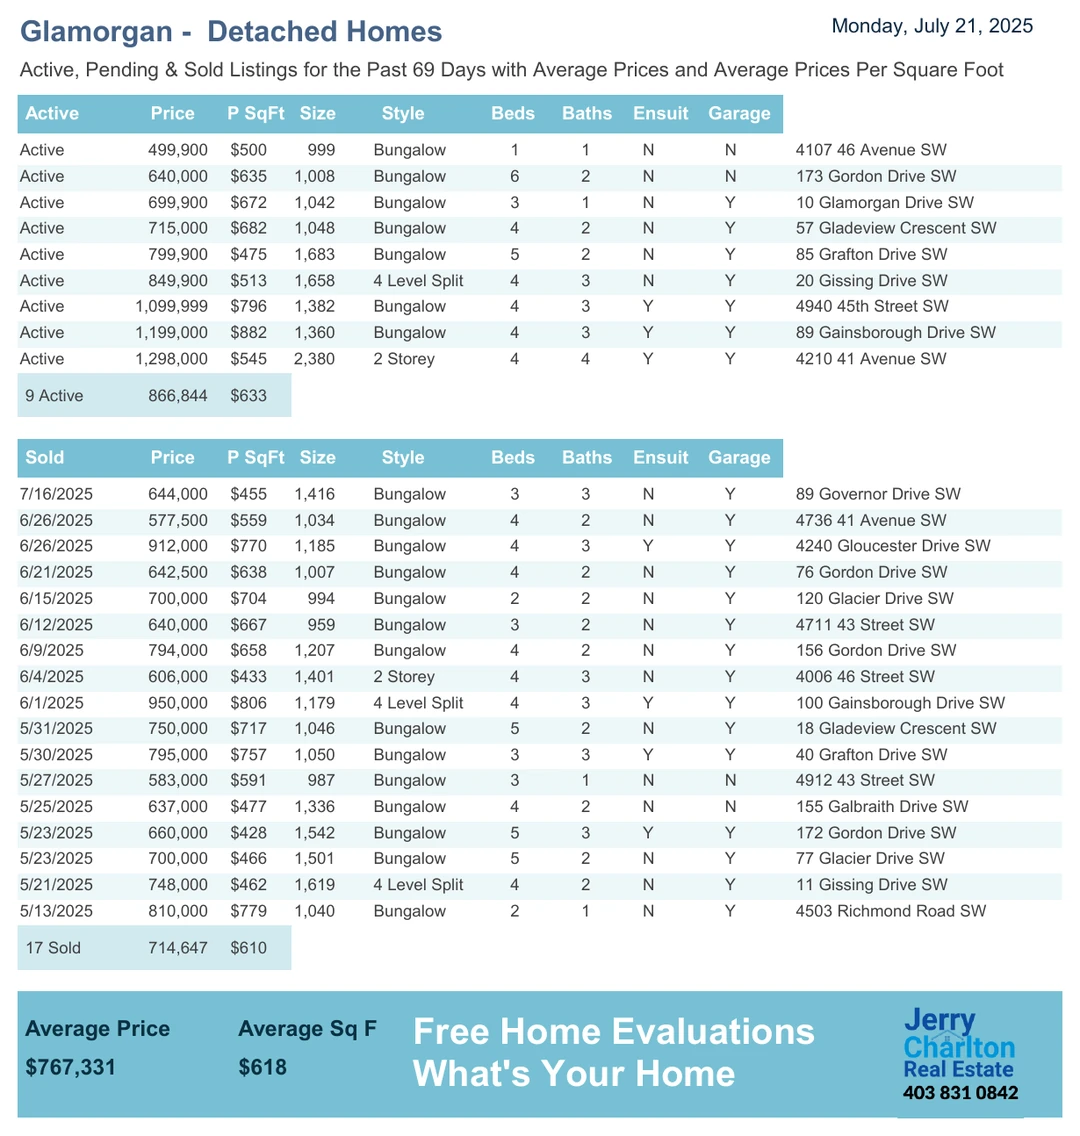 Glamorgan - Detached Homes
Monday, July 21, 2025
Active, Pending & Sold Listings for the Past 69 Days with Average Prices and Average Prices Per Square Foot
Active Price P SqFt Size Style Beds Baths Ensuit Garage
Active 499,900 $500 999 Bungalow 1 1 N N 4107 46 Avenue SW
Active 640,000 $635 1,008 Bungalow 6 2 N N 173 Gordon Drive SW
Active 699,900 $672 1,042 Bungalow 3 1 N Y 10 Glamorgan Drive SW
Active 715,000 $682 1,048 Bungalow 4 2 N Y 57 Gladeview Crescent SW
Active 799,900 $475 1,683 Bungalow 5 2 N Y 85 Grafton Drive SW
Active 849,900 $513 1,658 4 Level Split 4 3 N Y 20 Gissing Drive SW
Active 1,099,999 $796 1,382 Bungalow 4 3 Y Y 4940 45th Street SW
Active 1,199,000 $882 1,360 Bungalow 4 3 Y Y 89 Gainsborough Drive SW
Active 1,298,000 $545 2,380 2 Storey 4 4 Y Y 4210 41 Avenue SW
9 Active 866,844 $633
Sold Price P SqFt Size Style Beds Baths Ensuit Garage
7/16/2025 644,000 $455 1,416 Bungalow 3 3 N Y 89 Governor Drive SW
6/26/2025 577,500 $559 1,034 Bungalow 4 2 N Y 4736 41 Avenue SW
6/26/2025 912,000 $770 1,185 Bungalow 4 3 Y Y 4240 Gloucester Drive SW
6/21/2025 642,500 $638 1,007 Bungalow 4 2 N Y 76 Gordon Drive SW
6/15/2025 700,000 $704 994 Bungalow 2 2 N Y 120 Glacier Drive SW
6/12/2025 640,000 $667 959 Bungalow 3 2 N Y 4711 43 Street SW
6/9/2025 794,000 $658 1,207 Bungalow 4 2 N Y 156 Gordon Drive SW
6/4/2025 606,000 $433 1,401 2 Storey 4 3 N Y 4006 46 Street SW
6/1/2025 950,000 $806 1,179 4 Level Split 4 3 Y Y 100 Gainsborough Drive SW
5/31/2025 750,000 $717 1,046 Bungalow 5 2 N Y 18 Gladeview Crescent SW
5/30/2025 795,000 $757 1,050 Bungalow 3 3 Y Y 40 Grafton Drive SW
5/27/2025 583,000 $591 987 Bungalow 3 1 N N 4912 43 Street SW
5/25/2025 637,000 $477 1,336 Bungalow 4 2 N N 155 Galbraith Drive SW
5/23/2025 660,000 $428 1,542 Bungalow 5 3 Y Y 172 Gordon Drive SW
5/23/2025 700,000 $466 1,501 Bungalow 5 2 N Y 77 Glacier Drive SW
5/21/2025 748,000 $462 1,619 4 Level Split 4 2 N Y 11 Gissing Drive SW
5/13/2025 810,000 $779 1,040 Bungalow 2 1 N Y 4503 Richmond Road SW
17 Sold 714,647 $610
Average Price Average Sq F
$767,331 $618
Free Home Evaluations
What's Your Home
Jerry
Charlton
Real Estate
403 831 0842